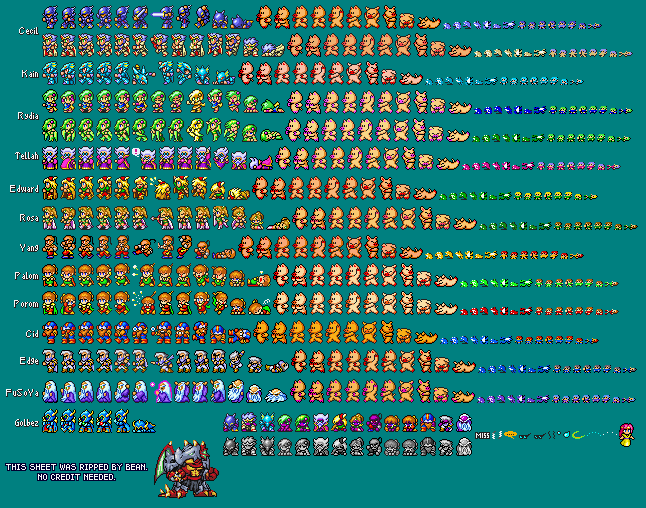 Cecil
Kain
Rydia
Tellah
Edward
Rosa
Yang
Palom
Porom
Cid
Edge
FuSoYa
Golbez
MISS
THIS SHEET WAS RIPPED BY BEAN.
NO CREDIT NEEDED.